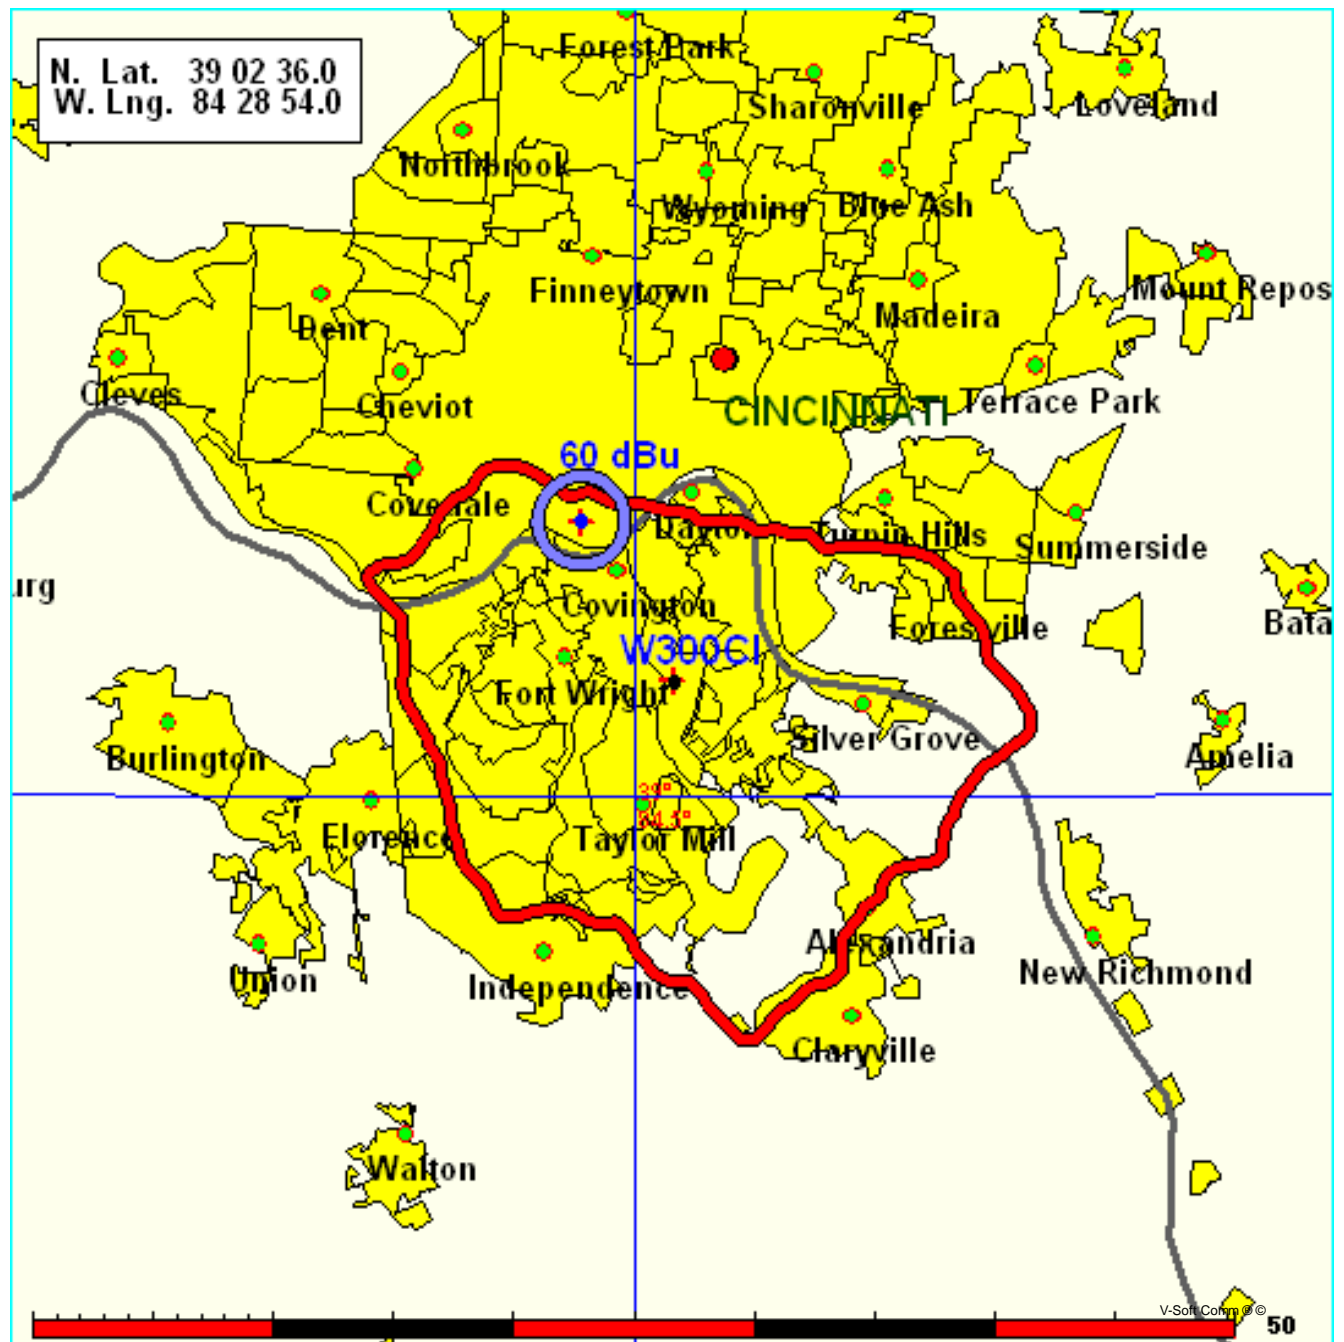 N. Lat. 39 02 36.0
W. Lng. 84 28 54.0
Forest Park
Sharonville
Loveland
Northbrook
Wyoming
Blue Ash
Finneytown
Mount Repos
Dent
Madeira
Cleves
Cheviot
CINCINNATI
Terrace Park
60 dBu
Covedale
Dayton
Turpin Hills
Summerside
urg
Covington
Forestville
Bata
W300CI
Fort Wright
Silver Grove
Burlington
Amelia
39°
Florence
Taylor Mill
Alexandria
Union
Independence
New Richmond
Claryville
Walton
V-Soft Comm ® ©
50